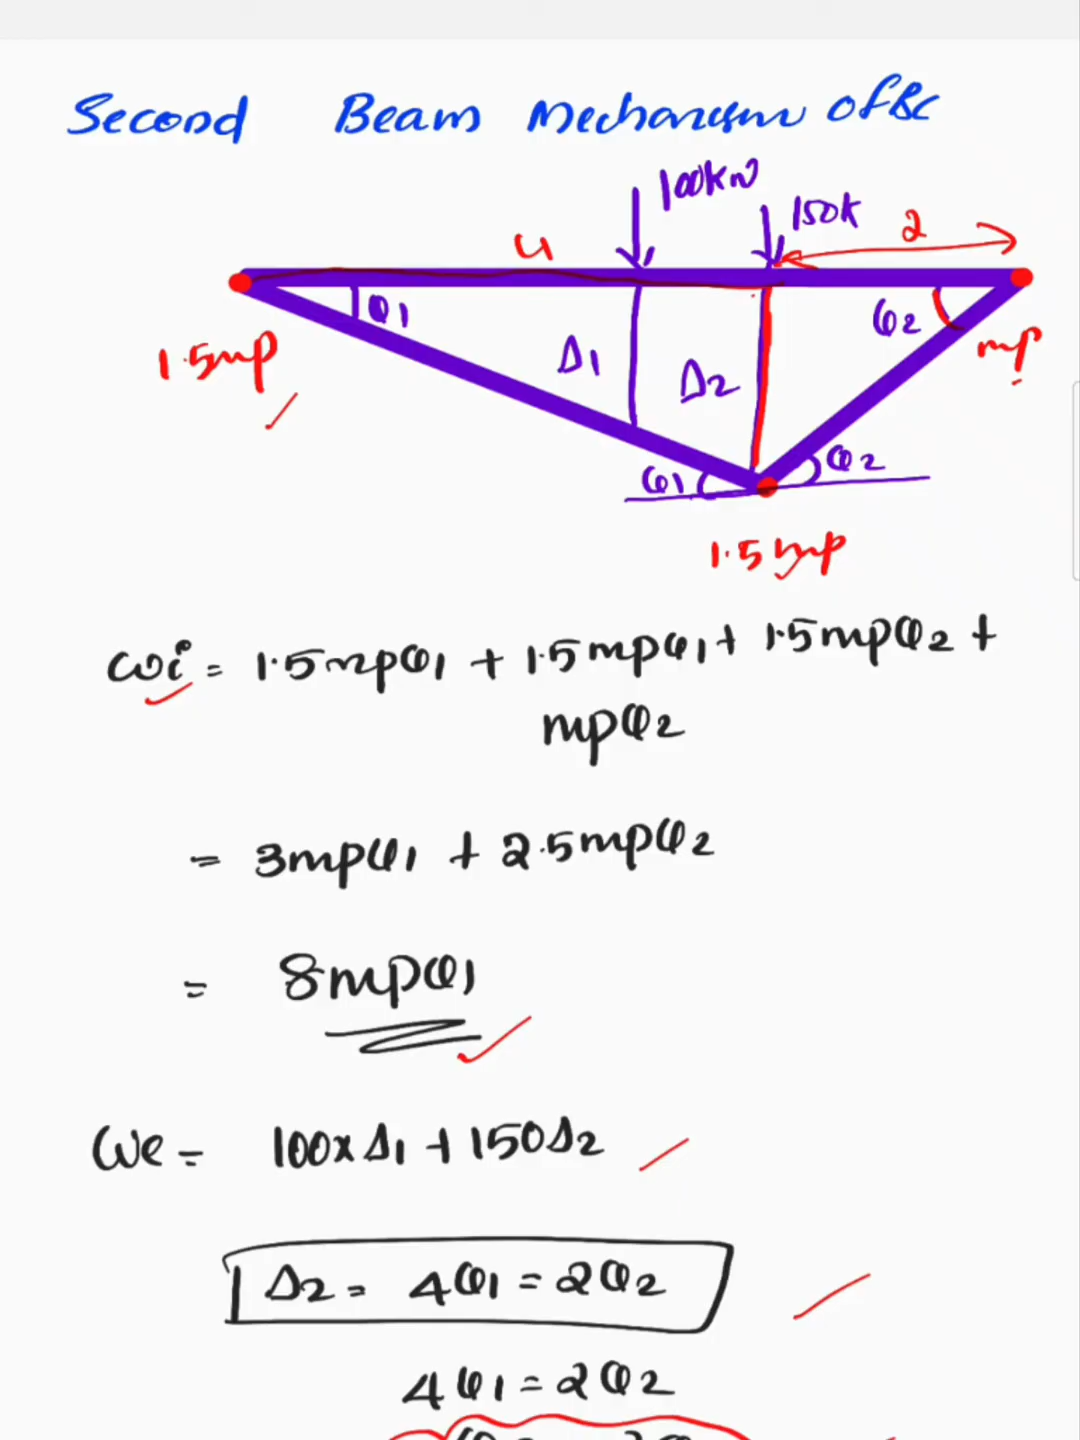 Second Beam Mechanism of BC
100kN
150k
4
2
θ1
θ2
1.5mp
Δ1
Δ2
mp
θ1
θ2
1.5mp
wi = 1.5mpθ1 + 1.5mpθ1 + 1.5mpθ2 +
mpθ2
= 3mpθ1 + 2.5mpθ2
= 8mpθ1
We = 100x Δ1 + 150Δ2
Δ2 = 4θ1 = 2θ2
4θ1 = 2θ2